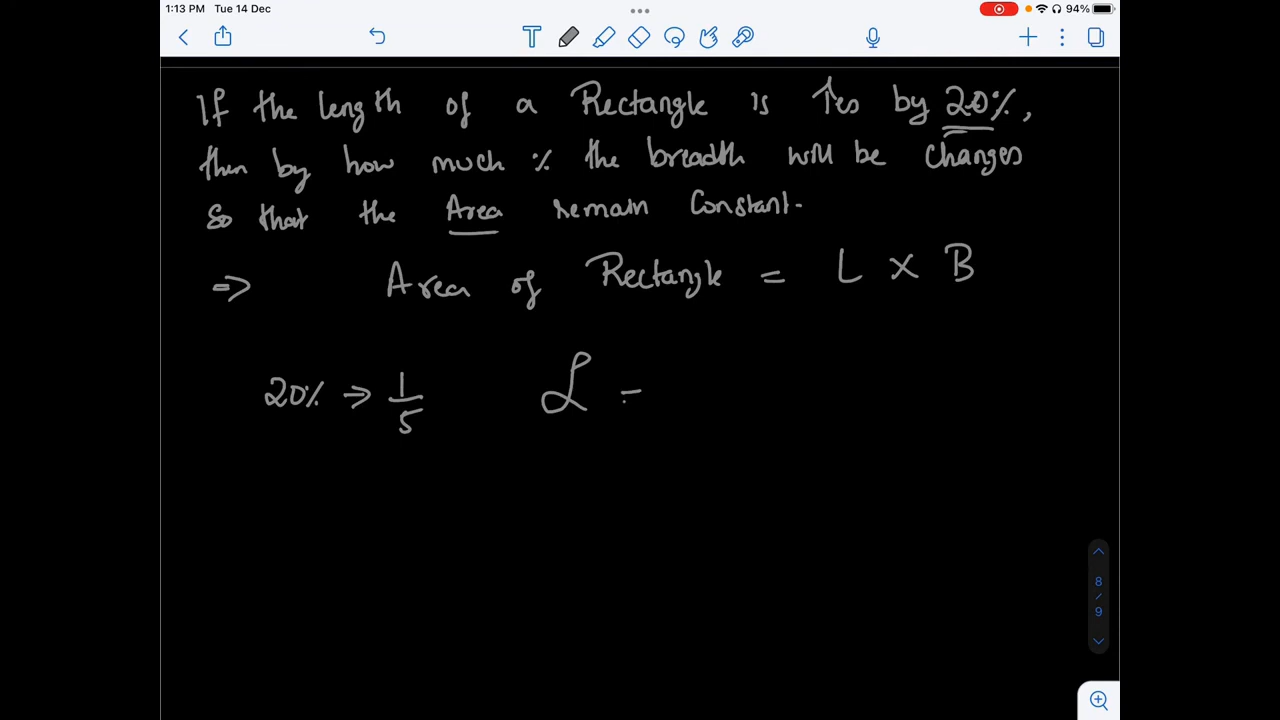 1:13 PM Tue 14 Dec
94%
T
If the length of a Rectangle is ↑es by 20%,
then by how much % the breadth will be changes
So that the Area remain Constant.
⇒ Area of Rectangle = L × B
20% → 1/5 L =
8/9